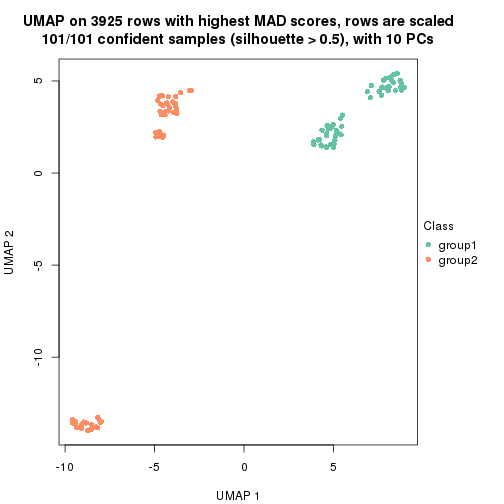 UMAP on 3925 rows with highest MAD scores, rows are scaled
101/101 confident samples (silhouette > 0.5), with 10 PCs
5
0
-5
-10
UMAP 2
Class
group1
group2
-10
-5
0
5
UMAP 1